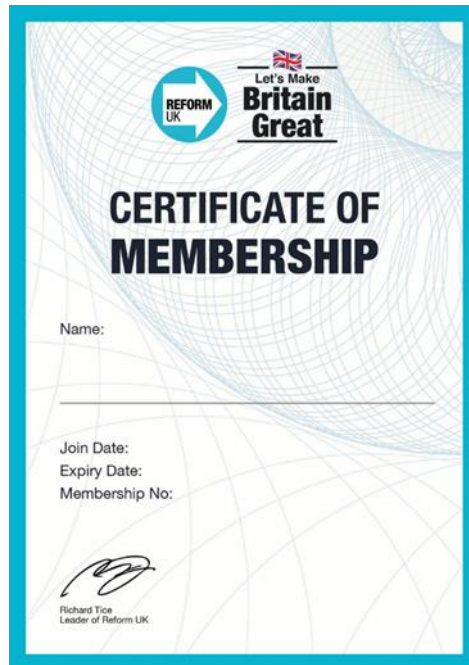 REFORM
UK
Let's Make
Britain
Great
CERTIFICATE OF
MEMBERSHIP
Name:
Join Date:
Expiry Date:
Membership No:
Richard Tice
Leader of Reform UK